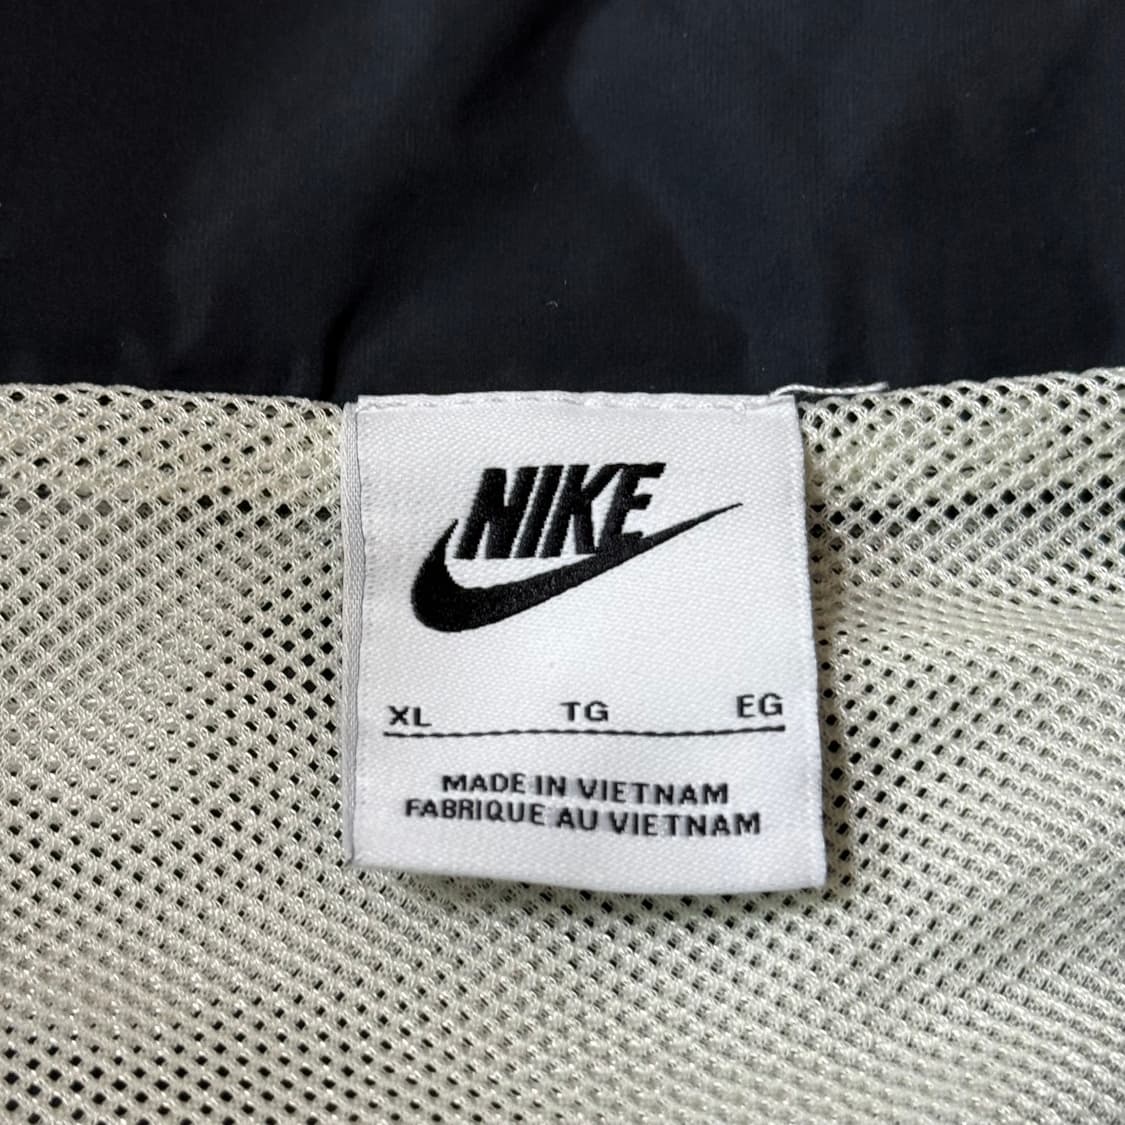 NIKE
XL TG EG
MADE IN VIETNAM
FABRIQUE AU VIETNAM